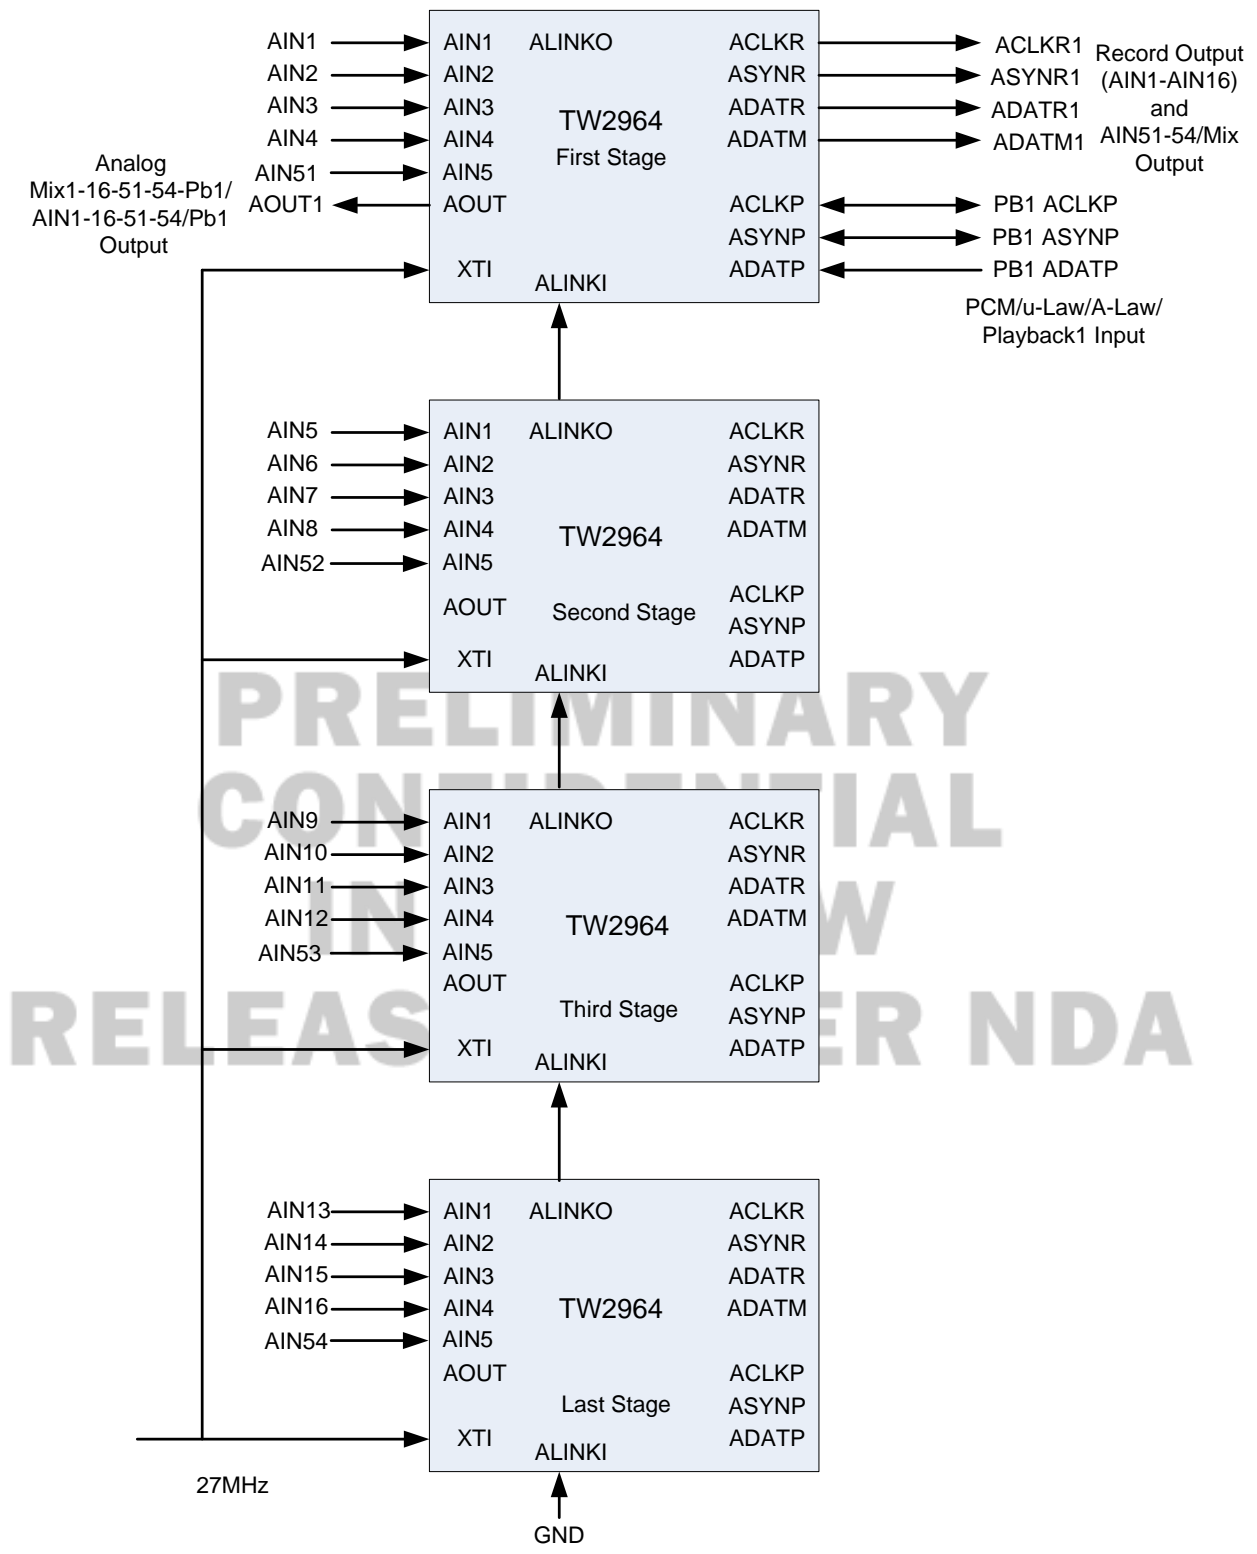 AIN1
AIN2
AIN3
AIN4
AIN51
AOUT1
Analog
Mix1-16-51-54-Pb1/
AIN1-16-51-54/Pb1
Output
AIN1 ALINKO ACLKR
AIN2 ASYNR
AIN3 ADATR
AIN4 ADATM
AIN5
AOUT ACLKP
ASYNP
XTI ADATP
ALINKI
TW2964
First Stage
ACLKR1
ASYNR1
ADATR1
ADATM1
Record Output
(AIN1-AIN16)
and
AIN51-54/Mix
Output
PB1 ACLKP
PB1 ASYNP
PB1 ADATP
PCM/u-Law/A-Law/
Playback1 Input
AIN5
AIN6
AIN7
AIN8
AIN52
AIN1 ALINKO ACLKR
AIN2 ASYNR
AIN3 ADATR
AIN4 ADATM
AIN5
AOUT ACLKP
ASYNP
XTI ADATP
ALINKI
TW2964
Second Stage
PRELIMINARY
AIN9
AIN10
AIN11
AIN12
AIN53
AIN1 ALINKO ACLKR
AIN2 ASYNR
AIN3 ADATR
AIN4 ADATM
AIN5
AOUT ACLKP
ASYNP
XTI ADATP
ALINKI
TW2964
Third Stage
NDA
AIN13
AIN14
AIN15
AIN16
AIN54
AIN1 ALINKO ACLKR
AIN2 ASYNR
AIN3 ADATR
AIN4 ADATM
AIN5
AOUT ACLKP
ASYNP
XTI ADATP
ALINKI
TW2964
Last Stage
27MHz
GND